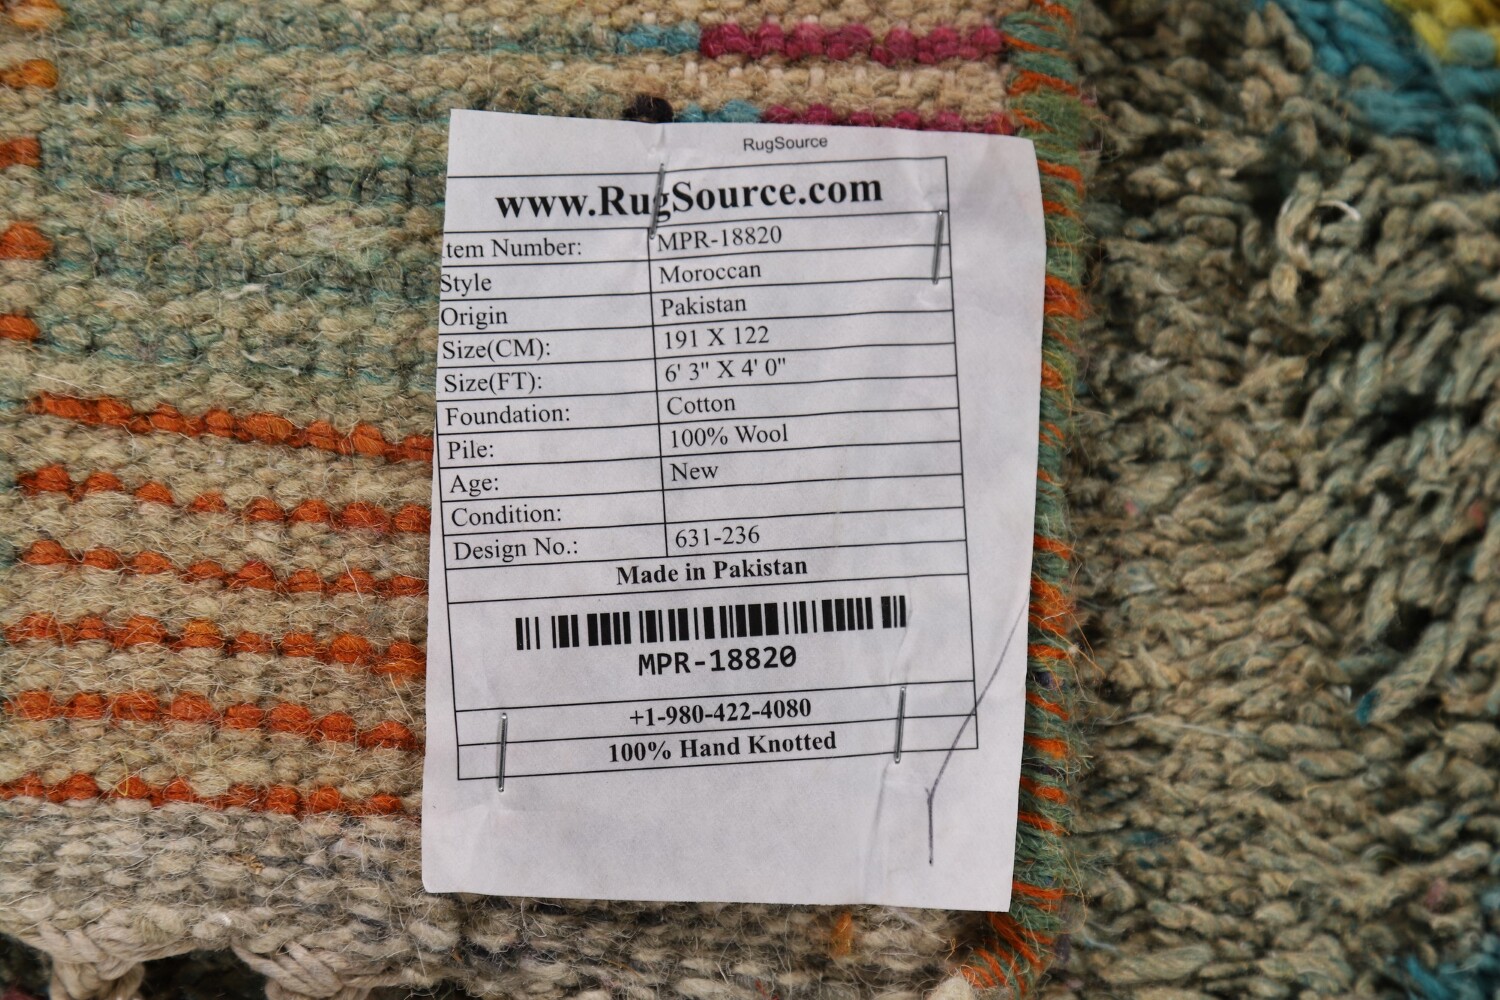 RugSource
www.RugSource.com
tem Number: MPR-18820
Style Moroccan
Origin Pakistan
Size(CM): 191 X 122
Size(FT): 6' 3" X 4' 0"
Foundation: Cotton
Pile: 100% Wool
Age: New
Condition:
Design No.: 631-236
Made in Pakistan
MPR-18820
+1-980-422-4080
100% Hand Knotted